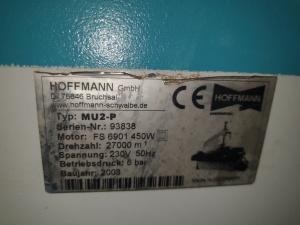 HOFFMANN GmbH
D- 76646 Bruchsal
www.hoffmann-schwalbe.de
CE HOFFMANN
Typ: MU2-P
Serien-Nr.: 93838
Motor: FS 6901 450W
Drehzahl: 27000 m⁻¹
Spannung: 230V 50Hz
Betriebsdruck: 6 bar
Baujahr: 2008